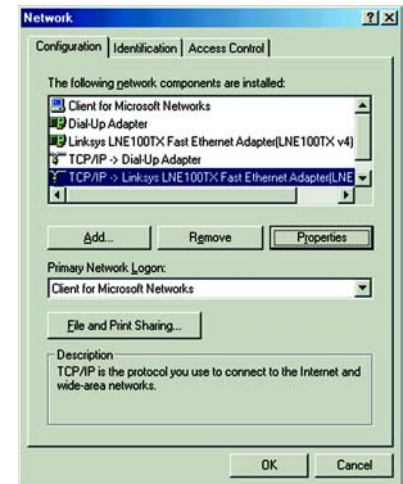 Network
Configuration Identification Access Control
The following network components are installed:
Client for Microsoft Networks
Dial-Up Adapter
Linksys LNE100TX Fast Ethernet Adapter(LNE100TX v4)
TCP/IP -> Dial-Up Adapter
TCP/IP -> Linksys LNE100TX Fast Ethernet Adapter(LNE
Add... Remove Properties
Primary Network Logon:
Client for Microsoft Networks
File and Print Sharing...
Description
TCP/IP is the protocol you use to connect to the Internet and
wide-area networks.
OK Cancel